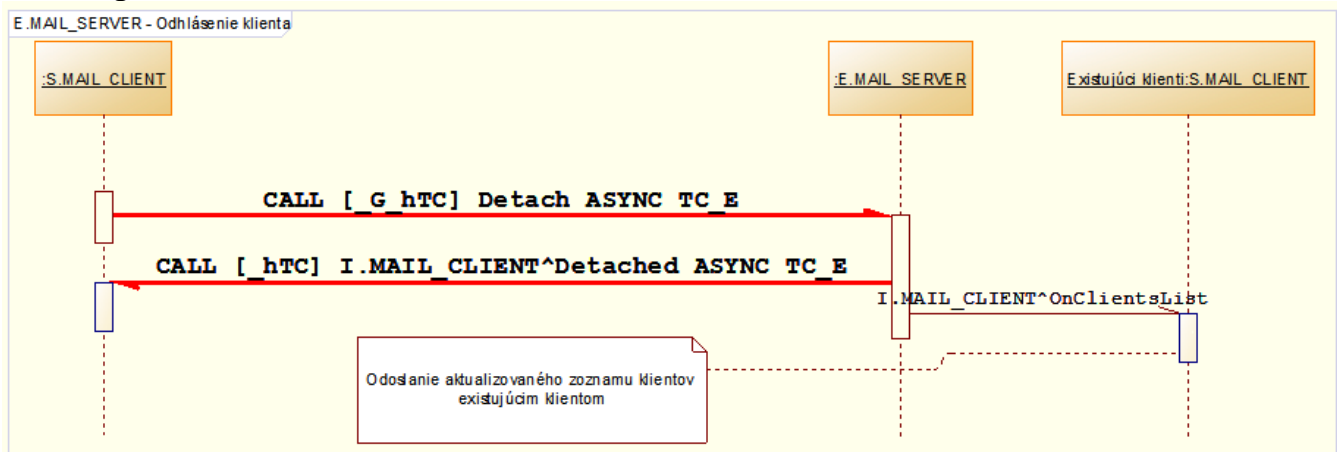 E.MAIL_SERVER - Odhlásenie klienta
:S.MAIL_CLIENT
:E.MAIL_SERVER
Existujúci klienti:S.MAIL_CLIENT
CALL [_G_hTC] Detach ASYNC TC_E
CALL [_hTC] I.MAIL_CLIENT^Detached ASYNC TC_E
I.MAIL_CLIENT^OnClientsList
Odoslanie aktualizovaného zoznamu klientov
existujúcim klientom